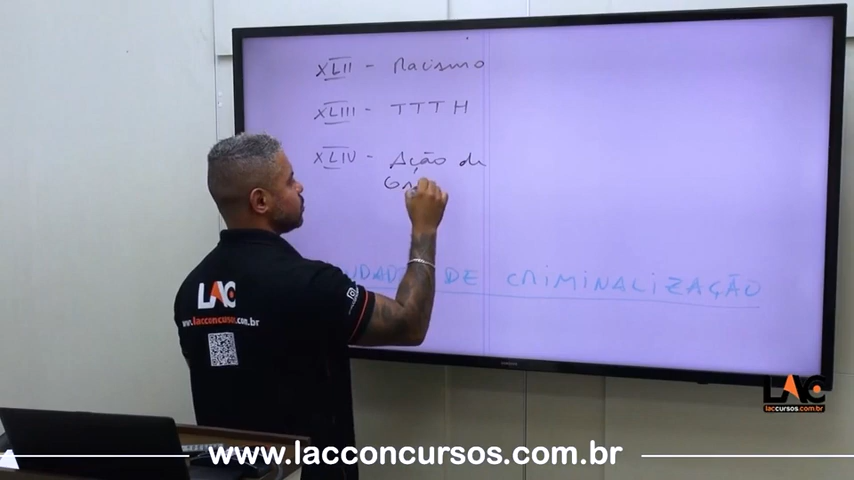 XLII - Racismo
XLIII - TTTH
XLIV - Ação de
DE CRIMINALIZAÇÃO
LAC
www.lacconcursos.com.br
LAC
laccursos.com.br
www.lacconcursos.com.br